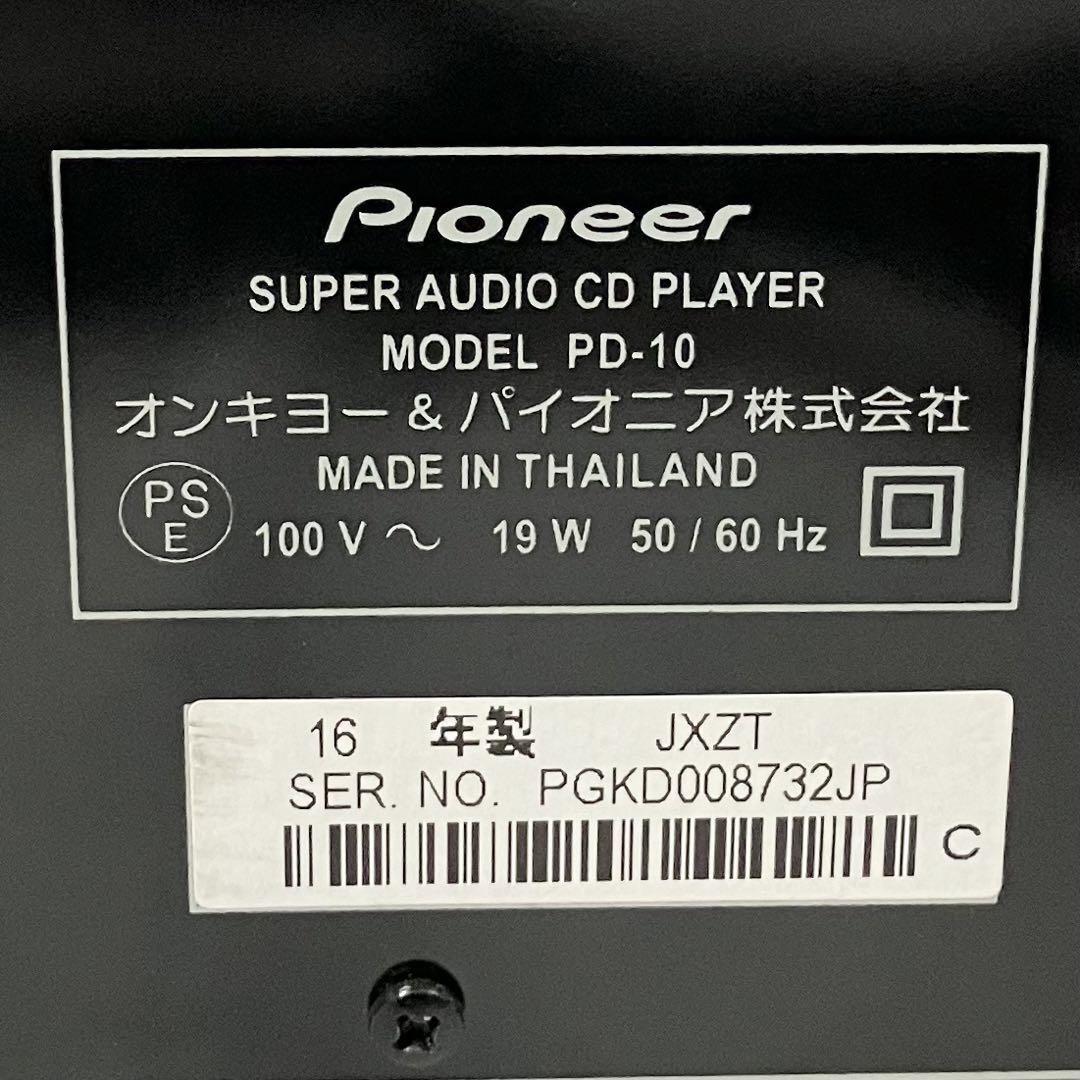 Pioneer
SUPER AUDIO CD PLAYER
MODEL PD-10
オンキヨー＆パイオニア株式会社
MADE IN THAILAND
PS
E
100 V ～ 19 W 50 / 60 Hz
16 年製 JXZT
SER. NO. PGKD008732JP
C